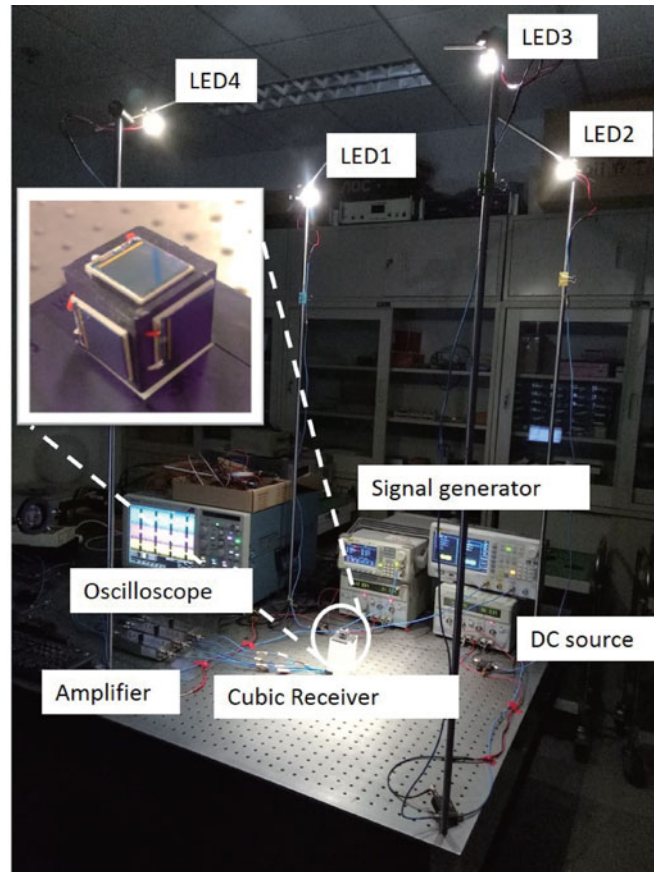 LED3
LED4
LED2
LED1
Signal generator
Oscilloscope
DC source
Amplifier
Cubic Receiver